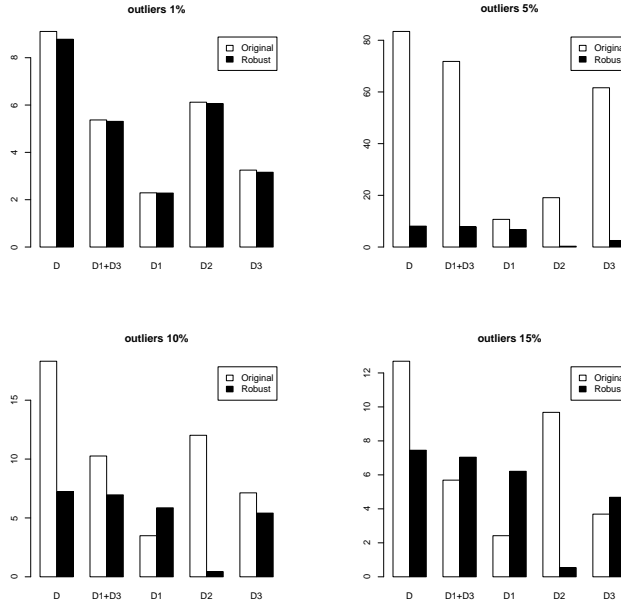 outliers 1%
Original
Robust
0 2 4 6 8
D D1+D3 D1 D2 D3
outliers 5%
Original
Robust
0 20 40 60 80
D D1+D3 D1 D2 D3
outliers 10%
Original
Robust
0 5 10 15
D D1+D3 D1 D2 D3
outliers 15%
Original
Robust
0 2 4 6 8 10 12
D D1+D3 D1 D2 D3